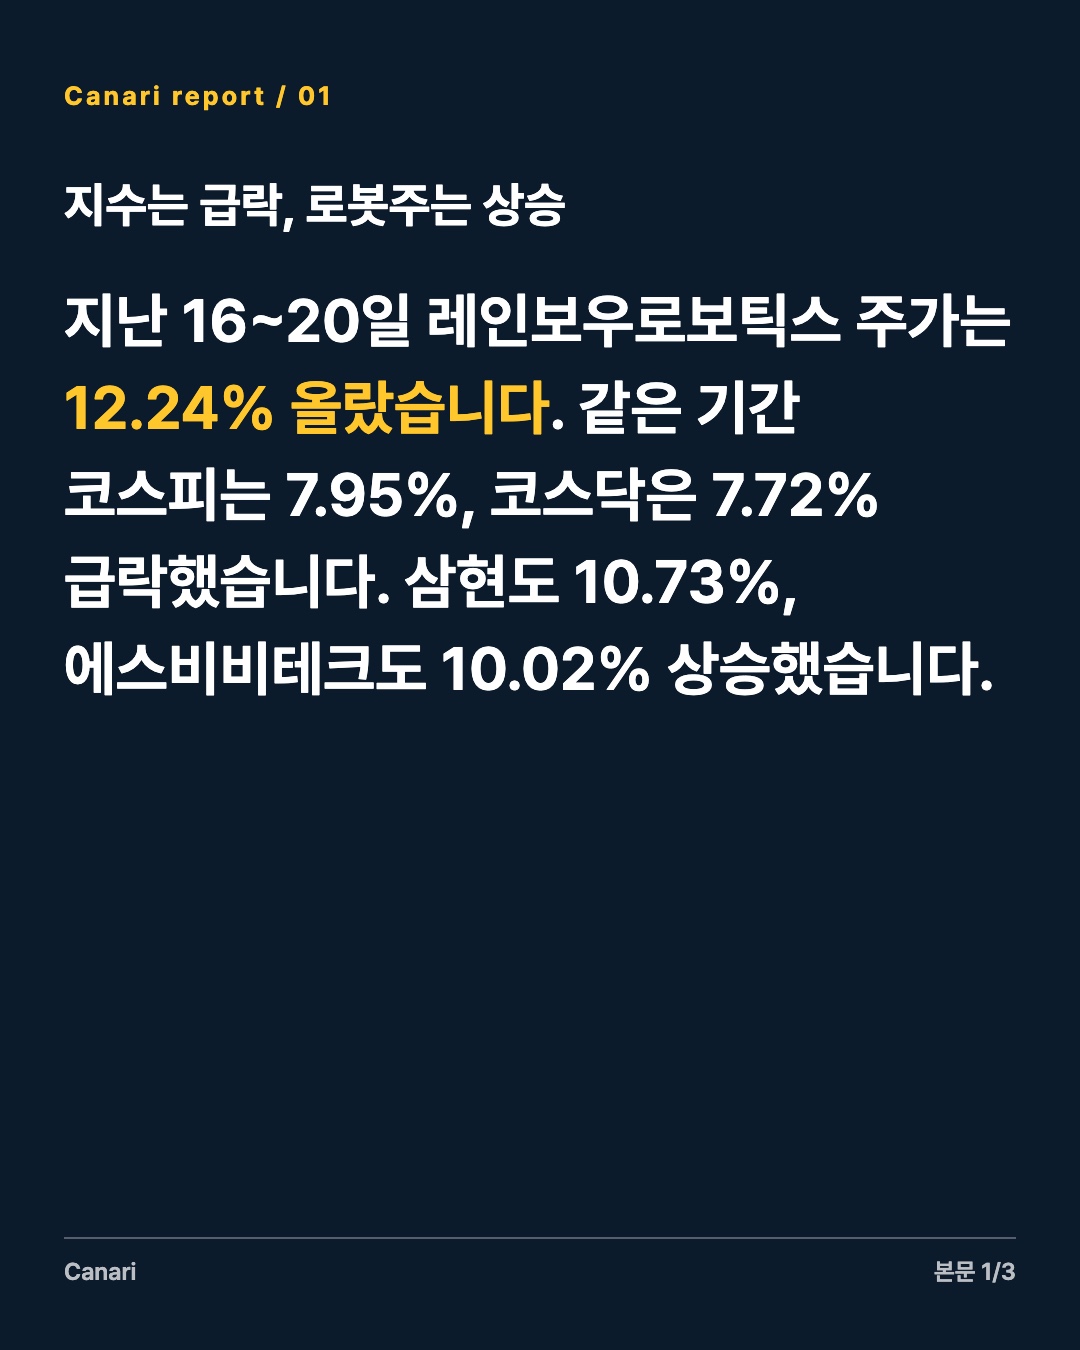 Canari report / 01
지수는 급락, 로봇주는 상승
지난 16~20일 레인보우로보틱스 주가는
12.24% 올랐습니다. 같은 기간
코스피는 7.95%, 코스닥은 7.72%
급락했습니다. 삼현도 10.73%,
에스비비테크도 10.02% 상승했습니다.
Canari
본문 1/3